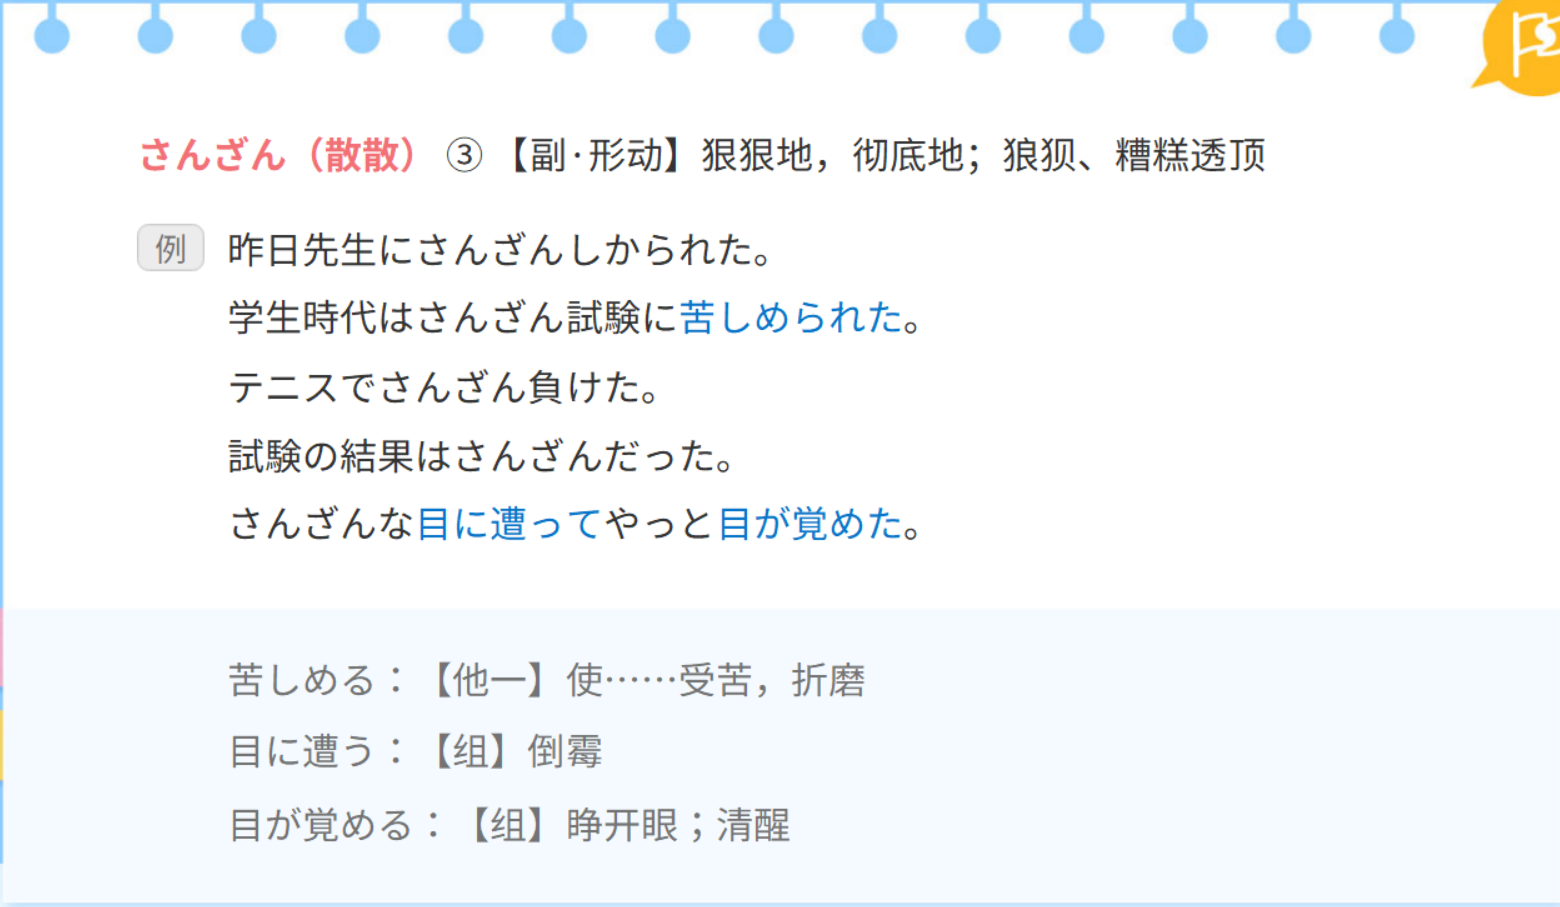 さんざん（散散） ③ 【副·形动】狠狠地，彻底地；狼狈、糟糕透顶
例 昨日先生にさんざんしかられた。
学生時代はさんざん試験に苦しめられた。
テニスでさんざん負けた。
試験の結果はさんざんだった。
さんざんな目に遭ってやっと目が覚めた。
苦しめる：【他一】使……受苦，折磨
目に遭う：【组】倒霉
目が覚める：【组】睁开眼；清醒